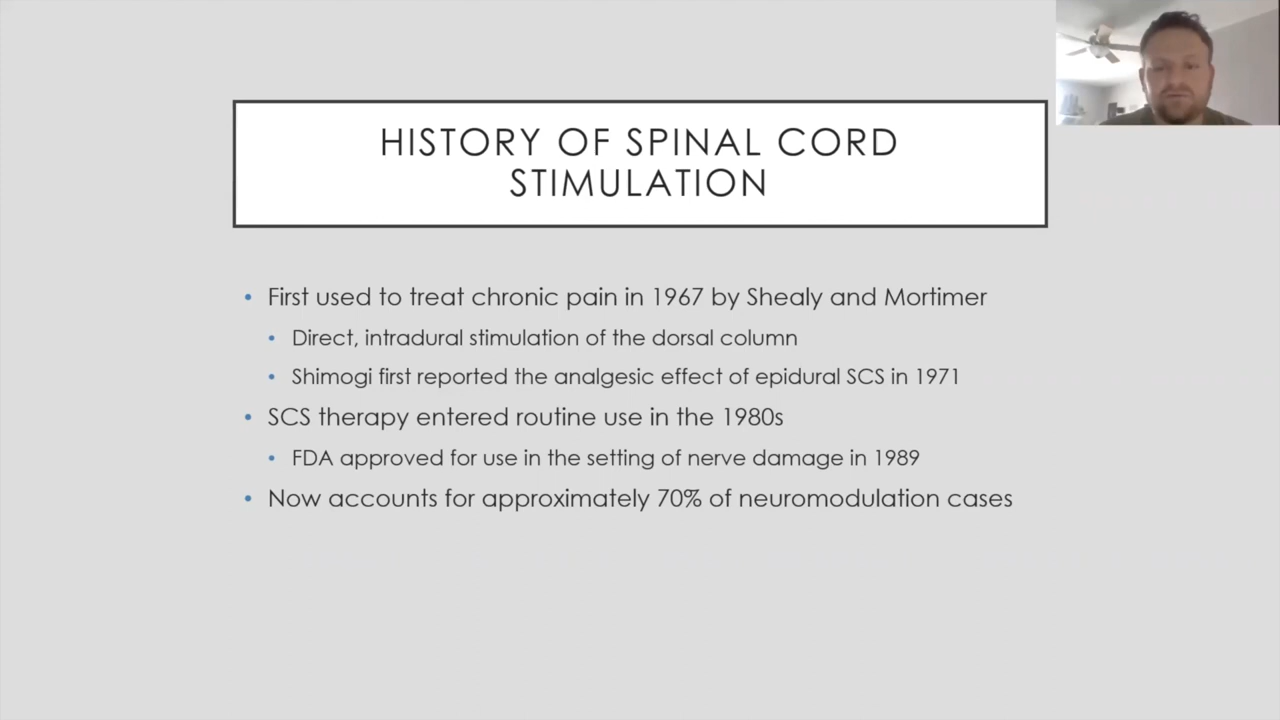 HISTORY OF SPINAL CORD
STIMULATION
• First used to treat chronic pain in 1967 by Shealy and Mortimer
• Direct, intradural stimulation of the dorsal column
• Shimogi first reported the analgesic effect of epidural SCS in 1971
• SCS therapy entered routine use in the 1980s
• FDA approved for use in the setting of nerve damage in 1989
• Now accounts for approximately 70% of neuromodulation cases